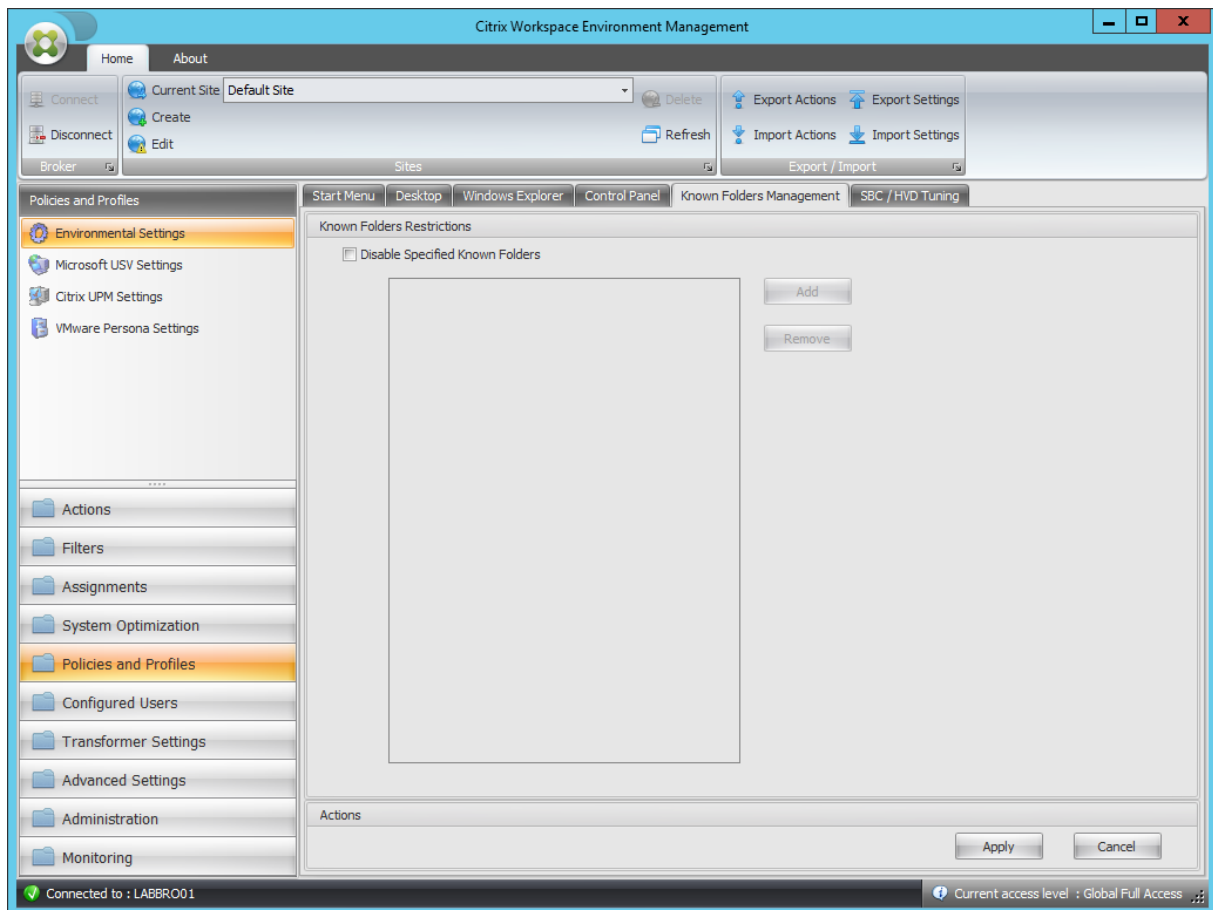 Citrix Workspace Environment Management
Home About
Connect
Disconnect
Broker
Current Site Default Site
Create
Edit
Delete
Refresh
Sites
Export Actions Export Settings
Import Actions Import Settings
Export / Import
Policies and Profiles
Environmental Settings
Microsoft USV Settings
Citrix UPM Settings
VMware Persona Settings
Actions
Filters
Assignments
System Optimization
Policies and Profiles
Configured Users
Transformer Settings
Advanced Settings
Administration
Monitoring
Start Menu Desktop Windows Explorer Control Panel Known Folders Management SBC / HVD Tuning
Known Folders Restrictions
Disable Specified Known Folders
Add
Remove
Actions
Apply Cancel
Connected to : LABBRO01
Current access level : Global Full Access